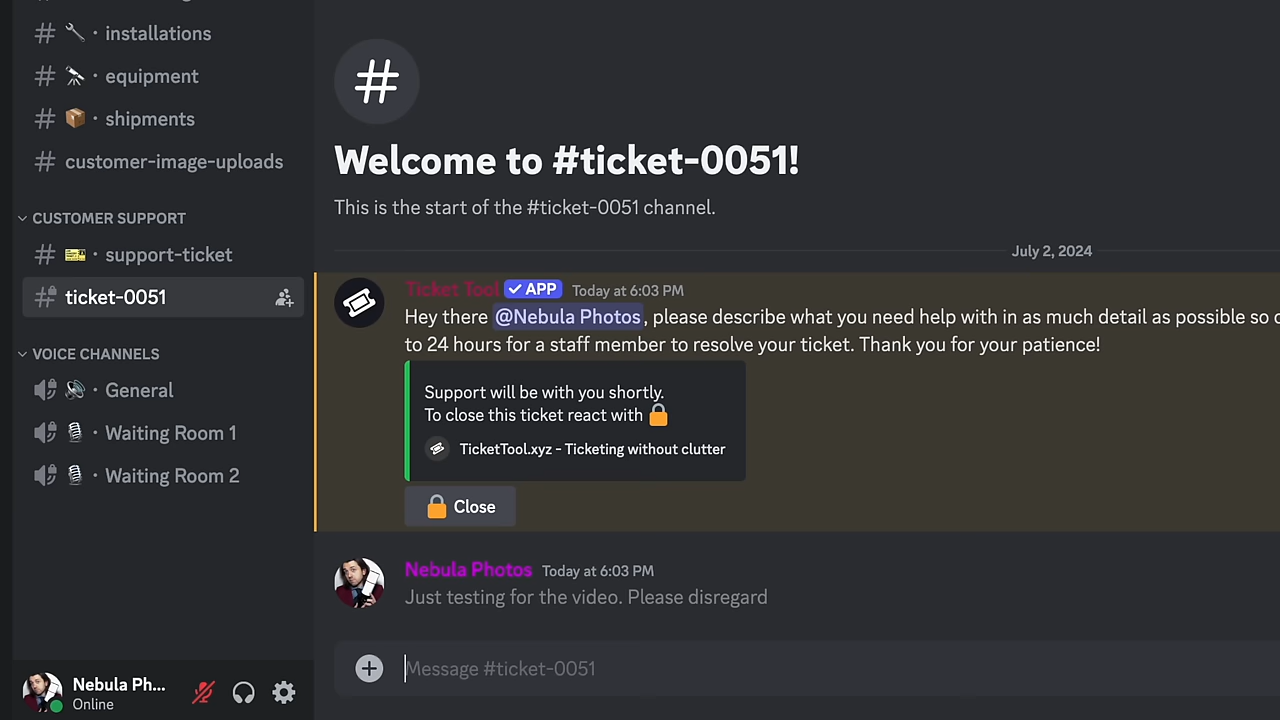 installations
equipment
shipments
customer-image-uploads
CUSTOMER SUPPORT
support-ticket
ticket-0051
VOICE CHANNELS
General
Waiting Room 1
Waiting Room 2
Nebula Ph...
Online
Welcome to #ticket-0051!
This is the start of the #ticket-0051 channel.
July 2, 2024
Ticket Tool APP Today at 6:03 PM
Hey there @Nebula Photos, please describe what you need help with in as much detail as possible so
to 24 hours for a staff member to resolve your ticket. Thank you for your patience!
Support will be with you shortly.
To close this ticket react with 🔒
TicketTool.xyz - Ticketing without clutter
Close
Nebula Photos Today at 6:03 PM
Just testing for the video. Please disregard
Message #ticket-0051